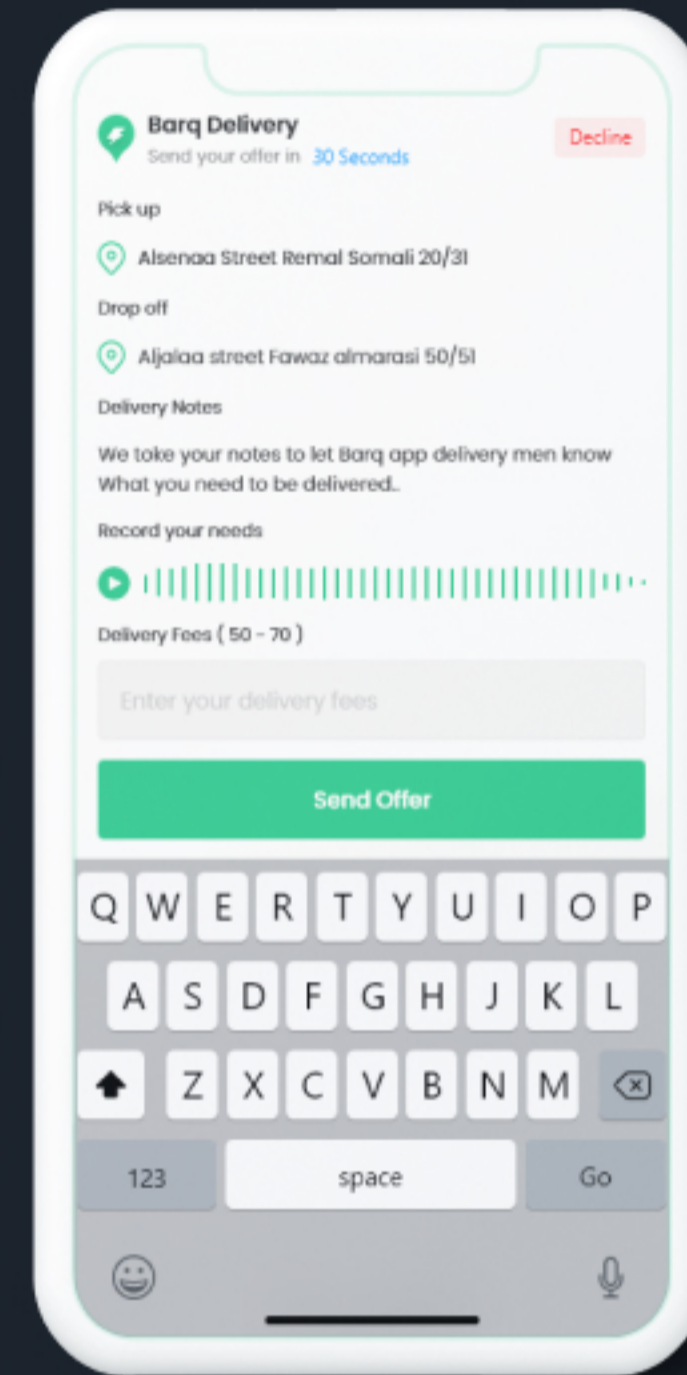 Barq Delivery
Send your offer in 30 Seconds
Decline
Pick up
Alsenaa Street Remal Somali 20/31
Drop off
Aljalaa street Fawaz almarasi 50/51
Delivery Notes
We toke your notes to let Barq app delivery men know
What you need to be delivered..
Record your needs
Delivery Fees ( 50 - 70 )
Enter your delivery fees
Send Offer
Q W E R T Y U I O P
A S D F G H J K L
Z X C V B N M
123 space Go